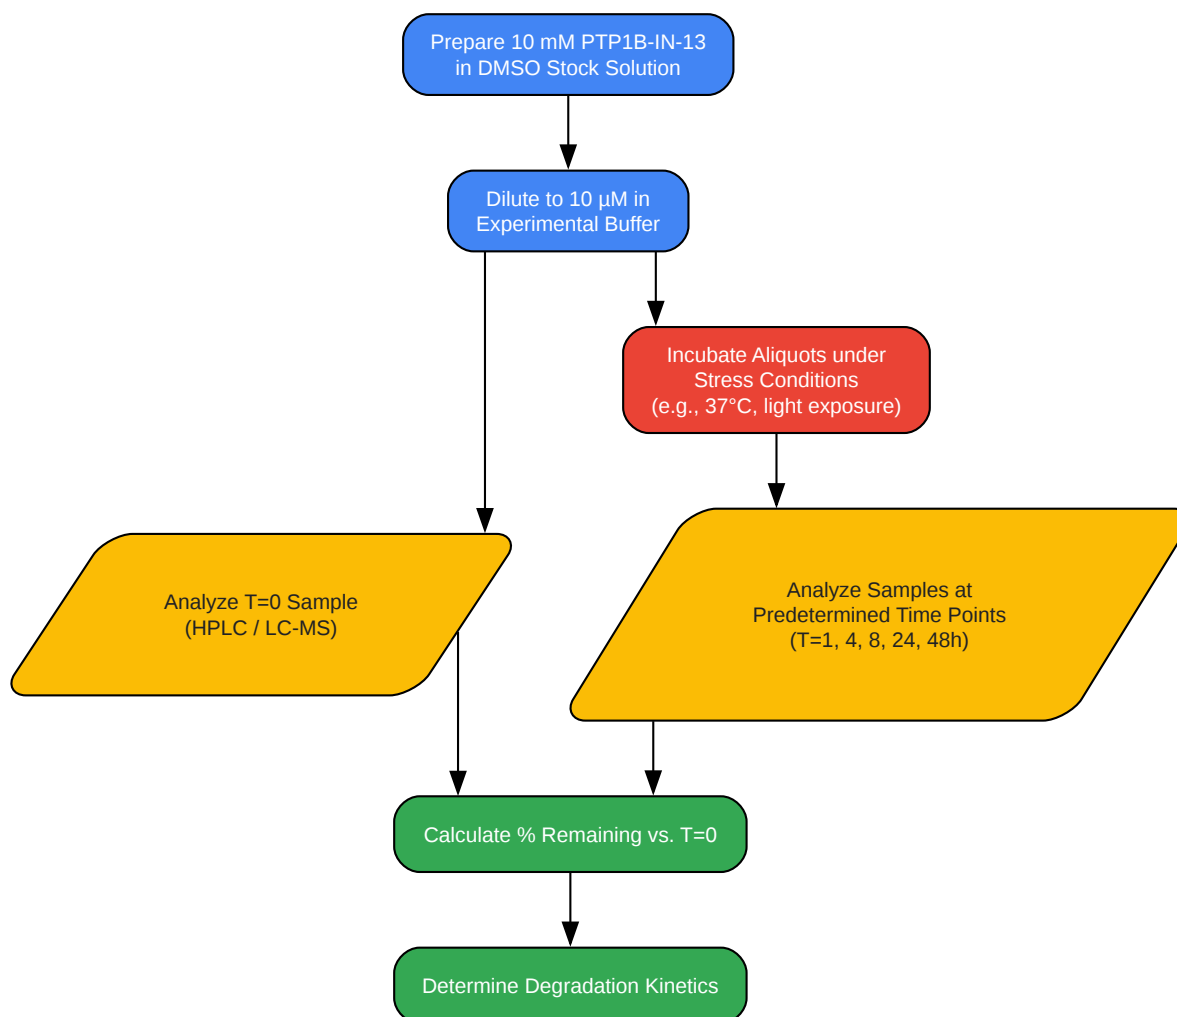 Prepare 10 mM PTP1B-IN-13
in DMSO Stock Solution
Dilute to 10 µM in
Experimental Buffer
Incubate Aliquots under
Stress Conditions
(e.g., 37°C, light exposure)
Analyze T=0 Sample
(HPLC / LC-MS)
Analyze Samples at
Predetermined Time Points
(T=1, 4, 8, 24, 48h)
Calculate % Remaining vs. T=0
Determine Degradation Kinetics